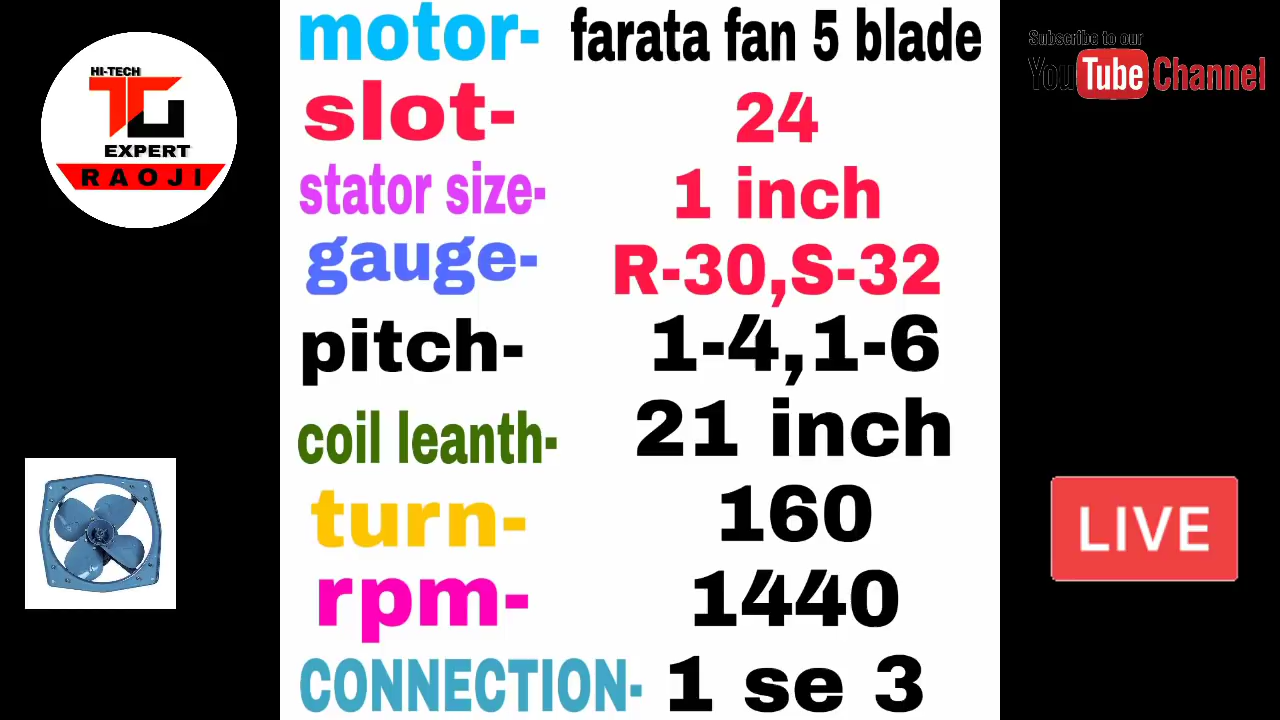 HI-TECH
EXPERT
RAOJI
motor- farata fan 5 blade
slot- 24
stator size- 1 inch
gauge- R-30,S-32
pitch- 1-4,1-6
coil leanth- 21 inch
turn- 160
rpm- 1440
CONNECTION- 1 se 3
Subscribe to our
YouTube Channel
LIVE